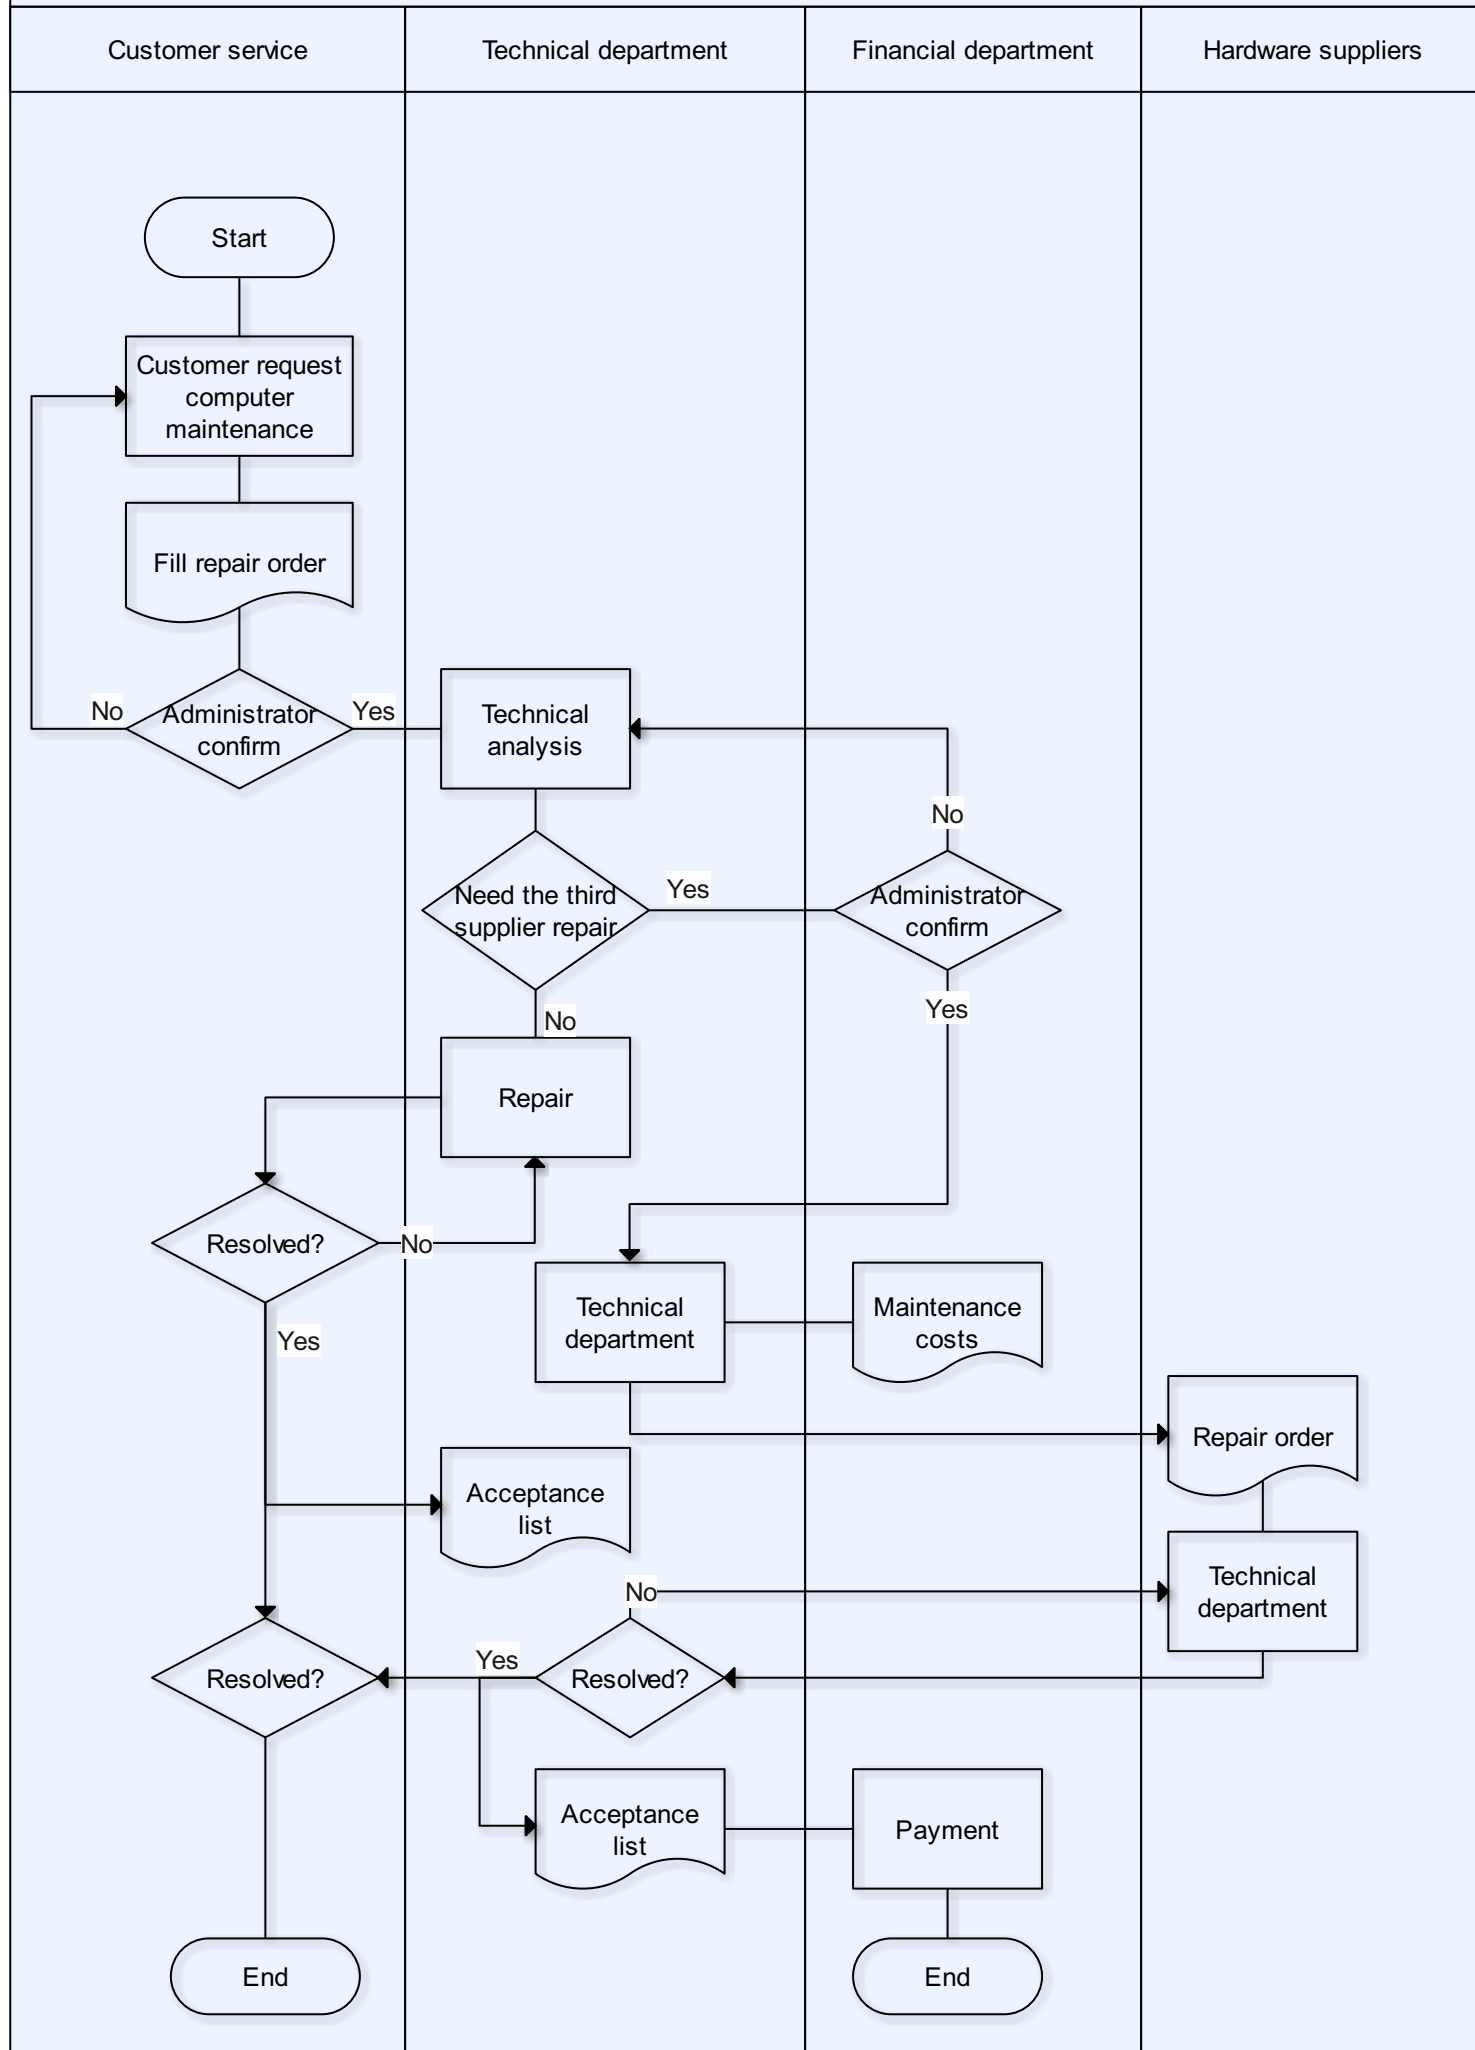 Customer service
Technical department
Financial department
Hardware suppliers
Start
Customer request
computer
maintenance
Fill repair order
No
Administrator
confirm
Yes
Technical
analysis
No
Need the third
supplier repair
Yes
Administrator
confirm
Yes
No
Repair
Resolved?
No
Yes
Technical
department
Maintenance
costs
Repair order
Acceptance
list
No
Technical
department
Resolved?
Yes
Resolved?
Acceptance
list
Payment
End
End